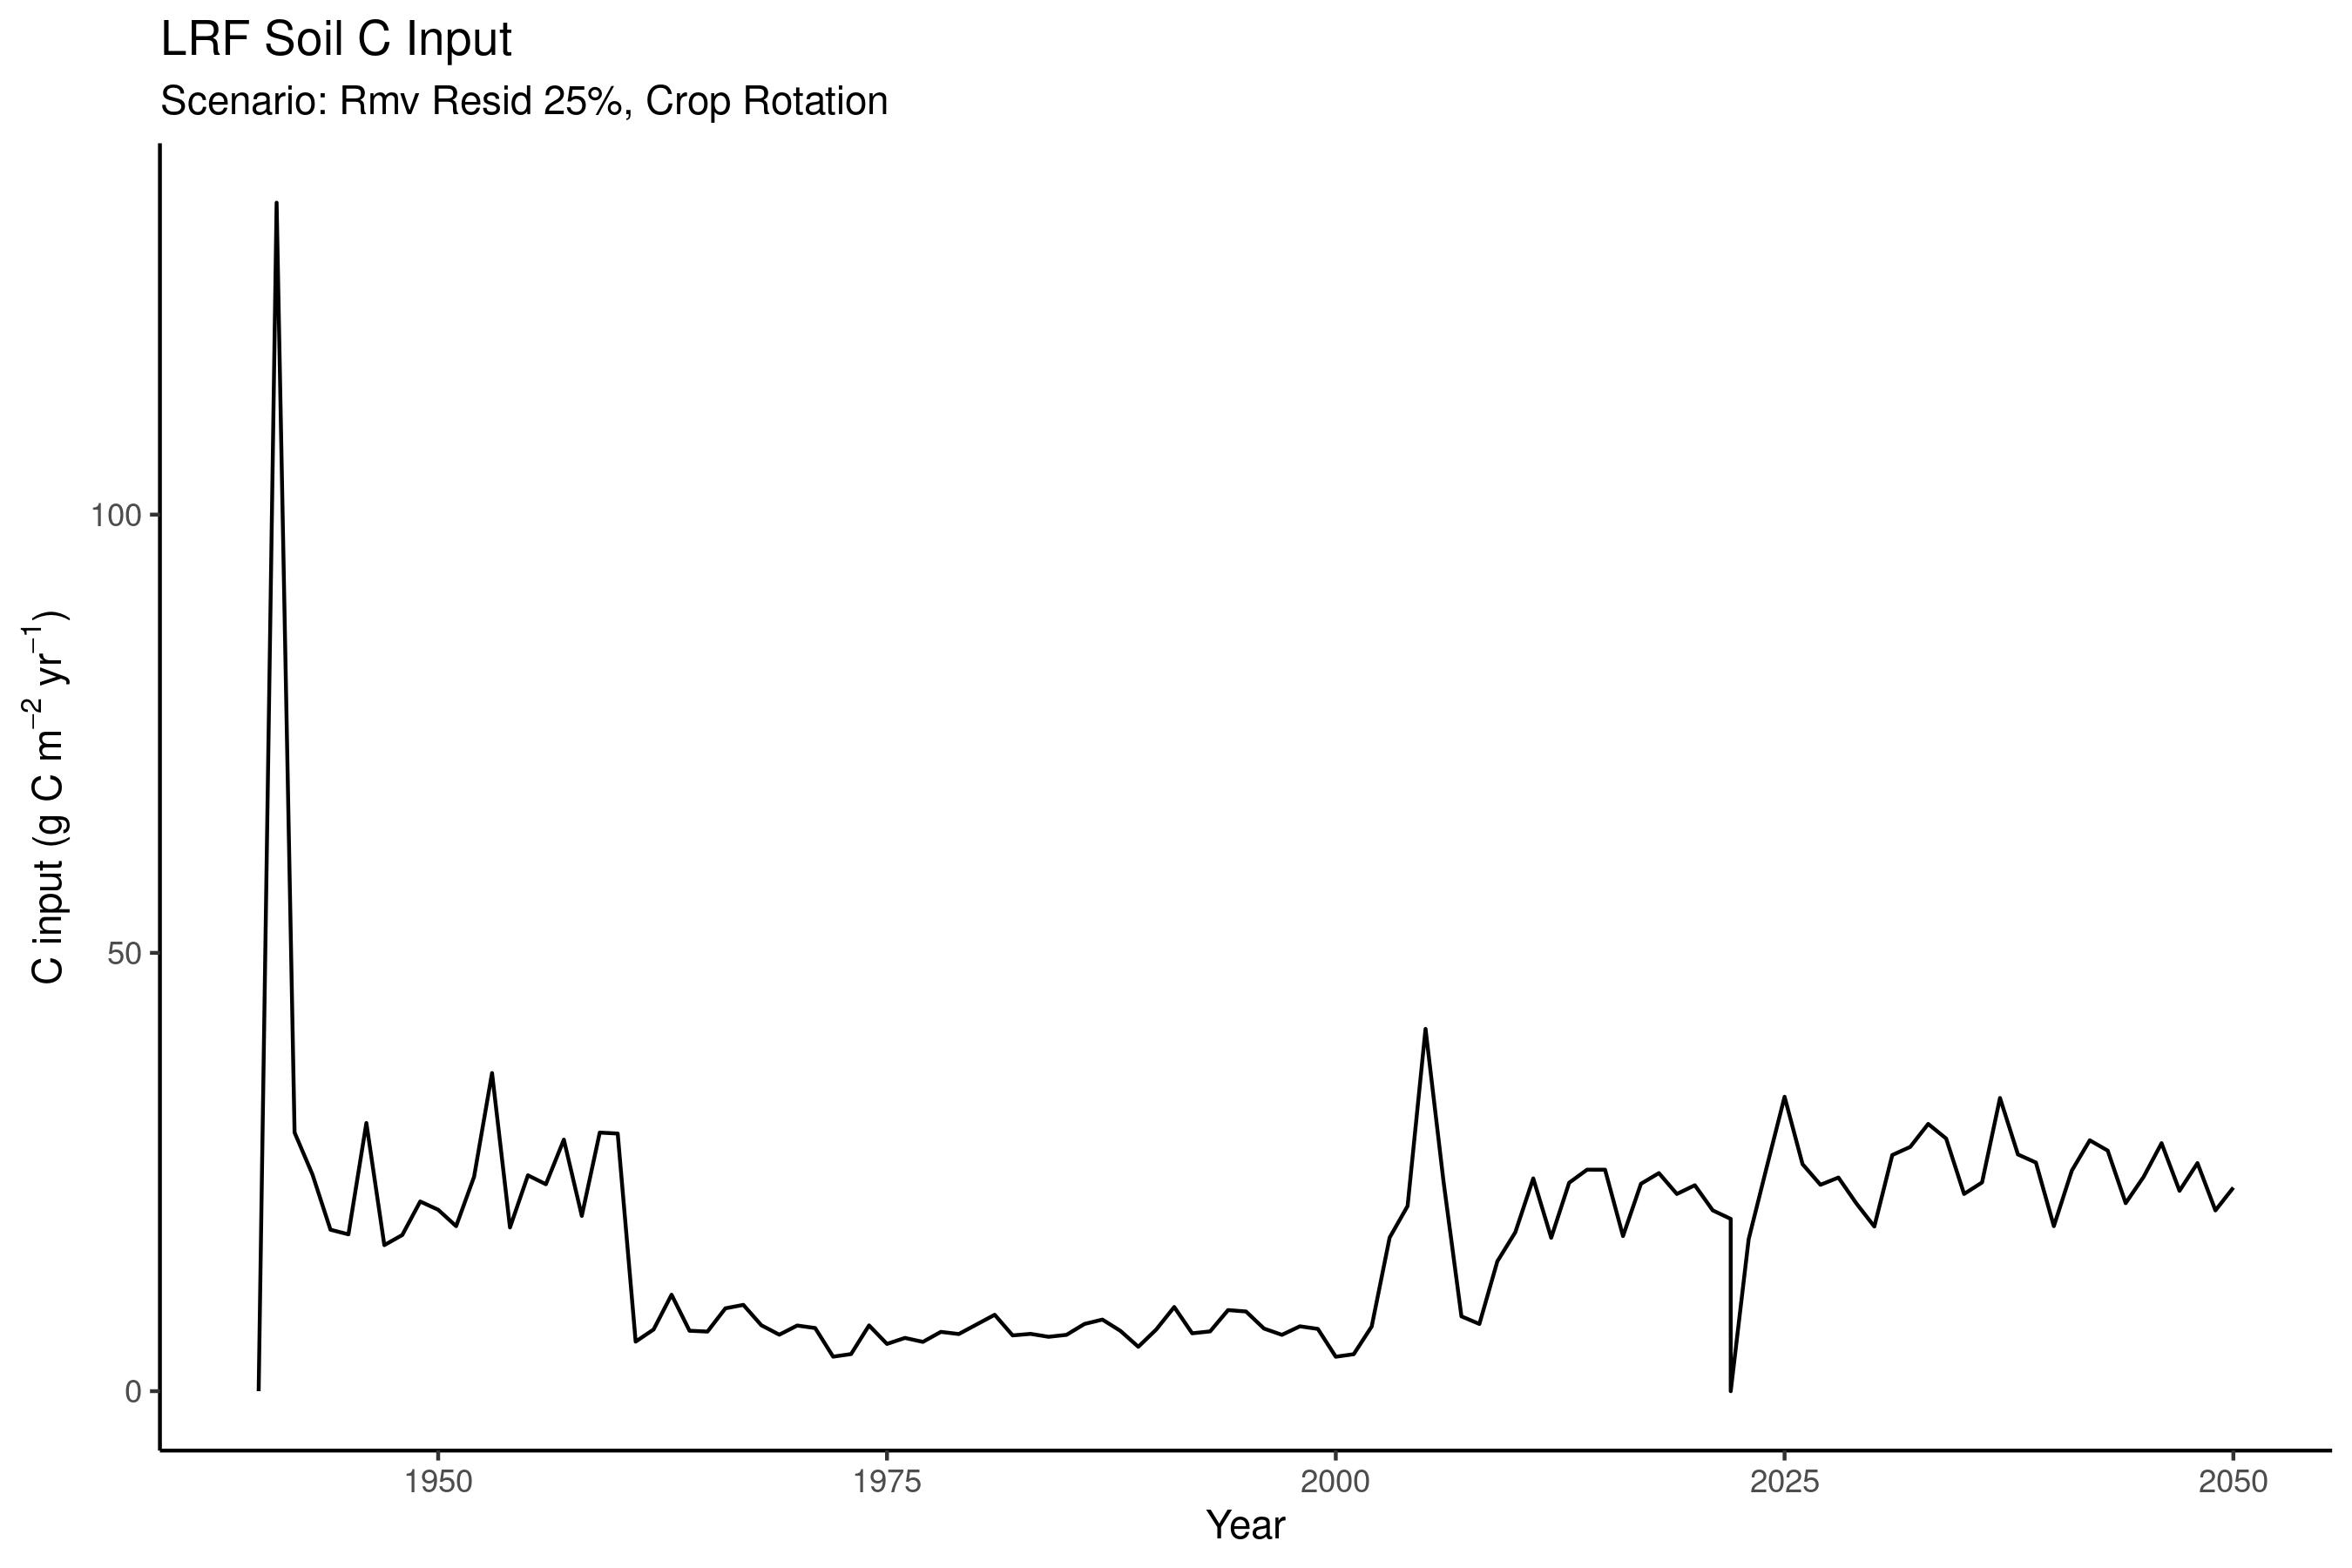 LRF Soil C Input
Scenario: Rmv Resid 25%, Crop Rotation
C input (g C m⁻² yr⁻¹)
100
50
0
1950 1975 2000 2025 2050
Year